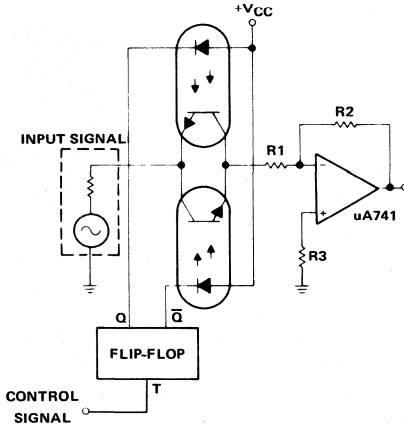 +VCC
INPUT SIGNAL
R1
R2
−
+
uA741
R3
Q
Q̅
FLIP-FLOP
T
CONTROL
SIGNAL